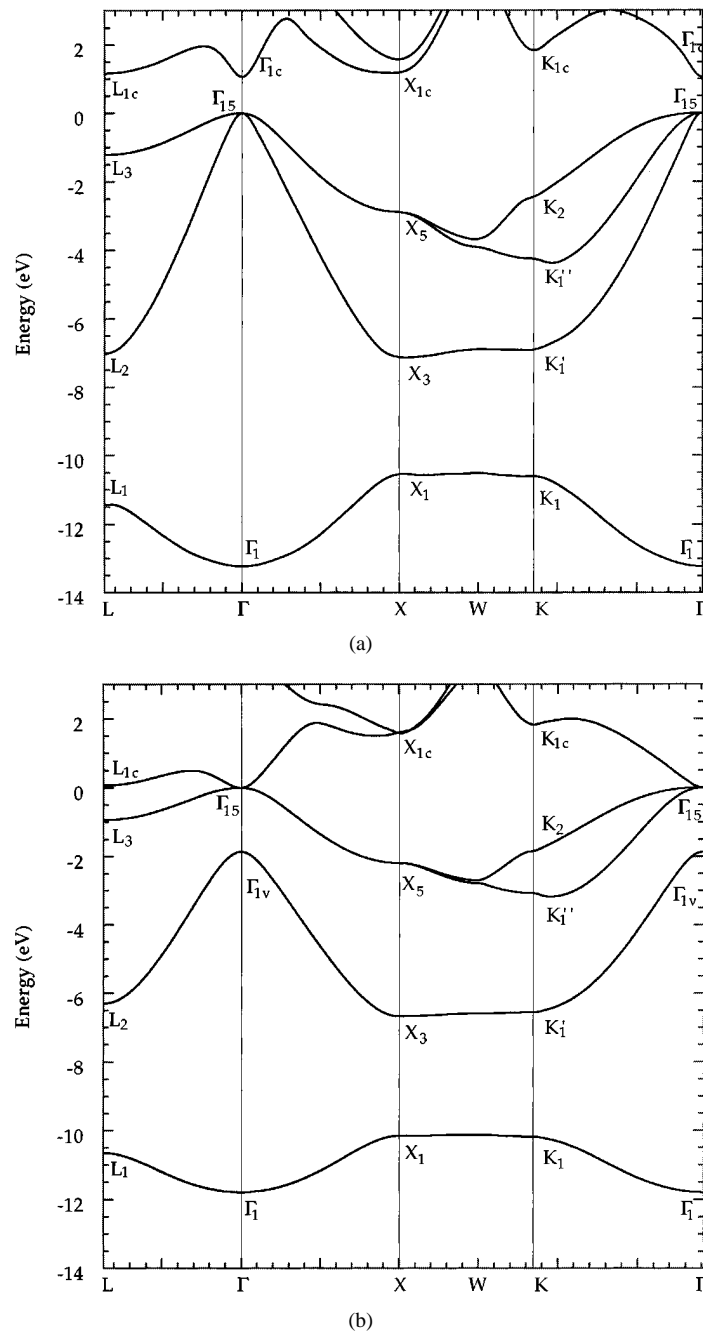 2
Γ1c
Γ1c
L1c
X1c
K1c
0
Γ15
Γ15
L3
-2
K2
X5
-4
K1''
Energy (eV)
-6
L2
X3
K1'
-8
-10
L1
X1
K1
-12
Γ1
Γ1
-14
L Γ X W K Γ
(a)
2
X1c
K1c
L1c
0
Γ15
Γ15
L3
K2
-2
X5
Γ1v
Γ1v
K1''
-4
Energy (eV)
-6
L2
X3
K1'
-8
-10
L1
X1
K1
-12
Γ1
Γ1
-14
L Γ X W K Γ
(b)